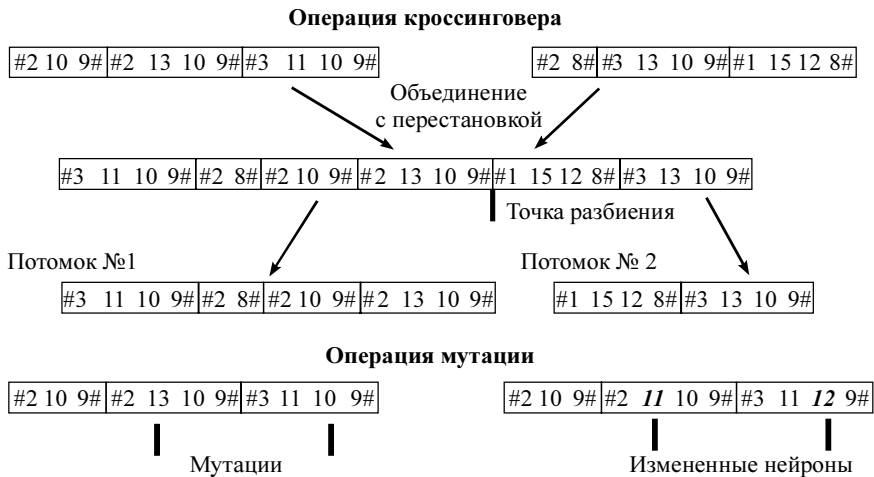 Операция кроссинговера
#2 10 9# #2 13 10 9# #3 11 10 9# #2 8# #3 13 10 9# #1 15 12 8#
Объединение
с перестановкой
#3 11 10 9# #2 8# #2 10 9# #2 13 10 9# #1 15 12 8# #3 13 10 9#
Точка разбиения
Потомок №1 Потомок № 2
#3 11 10 9# #2 8# #2 10 9# #2 13 10 9# #1 15 12 8# #3 13 10 9#
Операция мутации
#2 10 9# #2 13 10 9# #3 11 10 9# #2 10 9# #2 11 10 9# #3 11 12 9#
Мутации Измененные нейроны